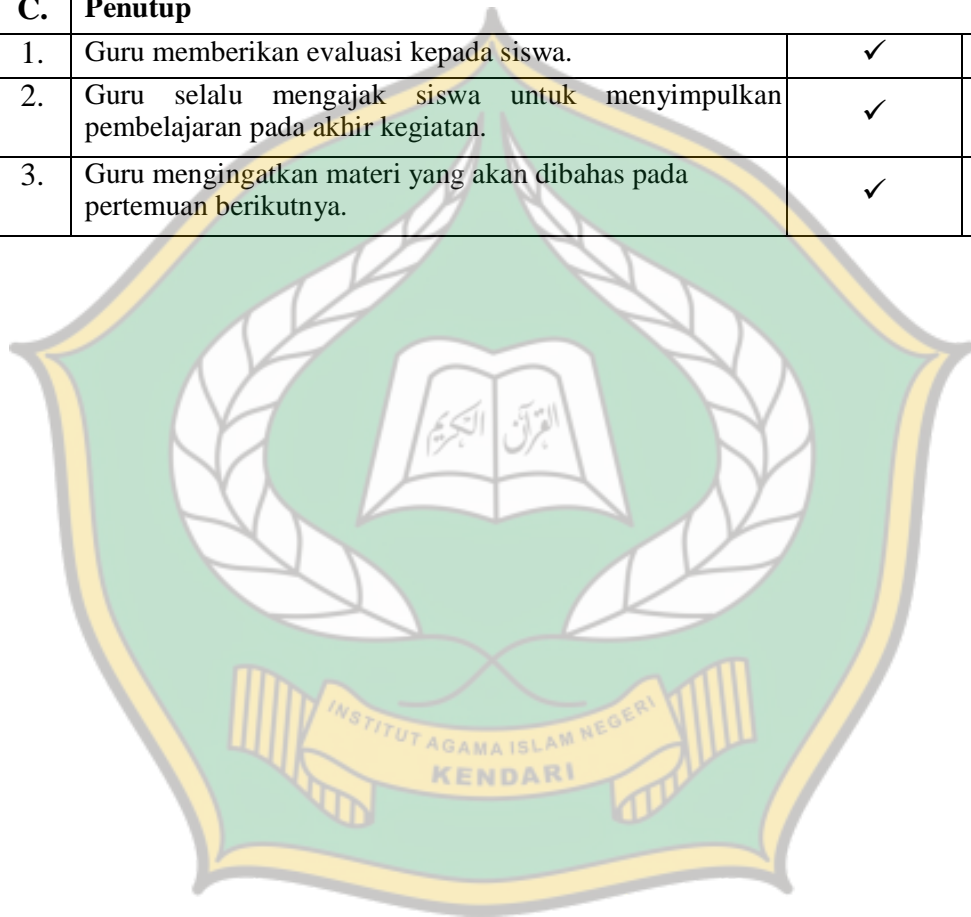 C. Penutup
1. Guru memberikan evaluasi kepada siswa. ✓
2. Guru selalu mengajak siswa untuk menyimpulkan
pembelajaran pada akhir kegiatan. ✓
3. Guru mengingatkan materi yang akan dibahas pada
pertemuan berikutnya. ✓
القرآن الكريم
INSTITUT AGAMA ISLAM NEGERI
KENDARI